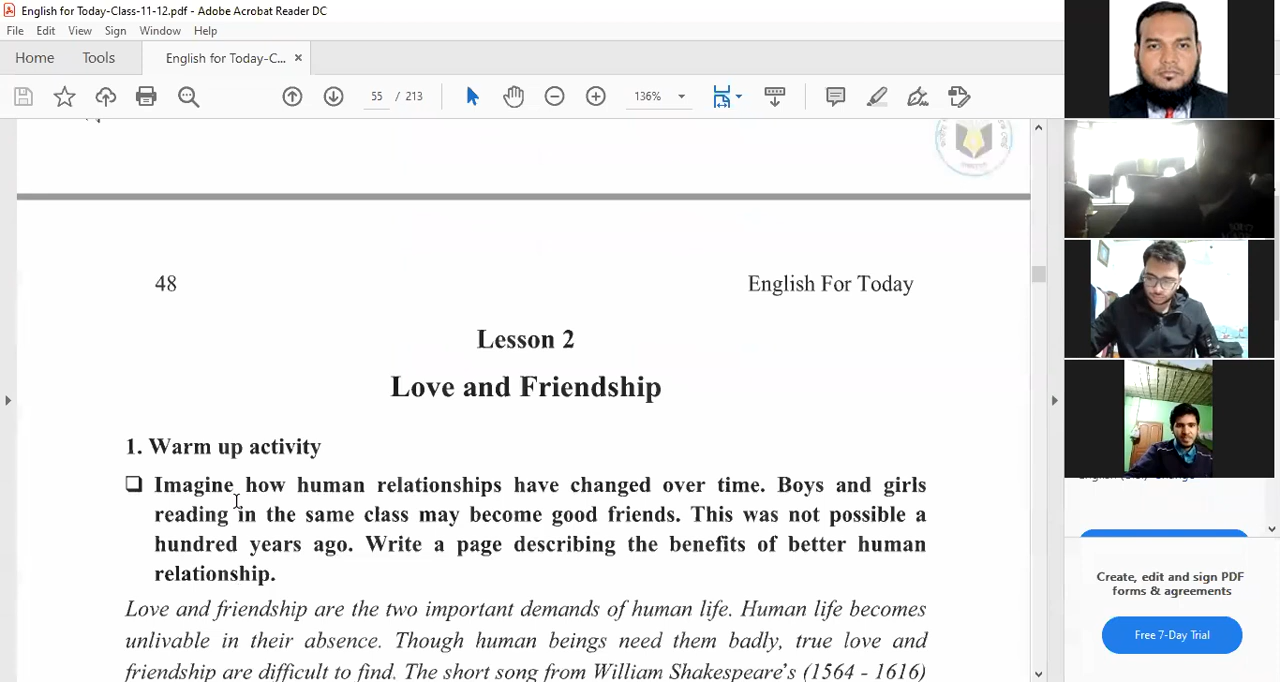 English for Today-Class-11-12.pdf - Adobe Acrobat Reader DC
File Edit View Sign Window Help
Home Tools English for Today-C... ×
55 / 213 136%
48 English For Today
Lesson 2
Love and Friendship
1. Warm up activity
❑ Imagine how human relationships have changed over time. Boys and girls
reading in the same class may become good friends. This was not possible a
hundred years ago. Write a page describing the benefits of better human
relationship.
Love and friendship are the two important demands of human life. Human life becomes
unlivable in their absence. Though human beings need them badly, true love and
friendship are difficult to find. The short song from William Shakespeare's (1564 - 1616)
Create, edit and sign PDF
forms & agreements
Free 7-Day Trial